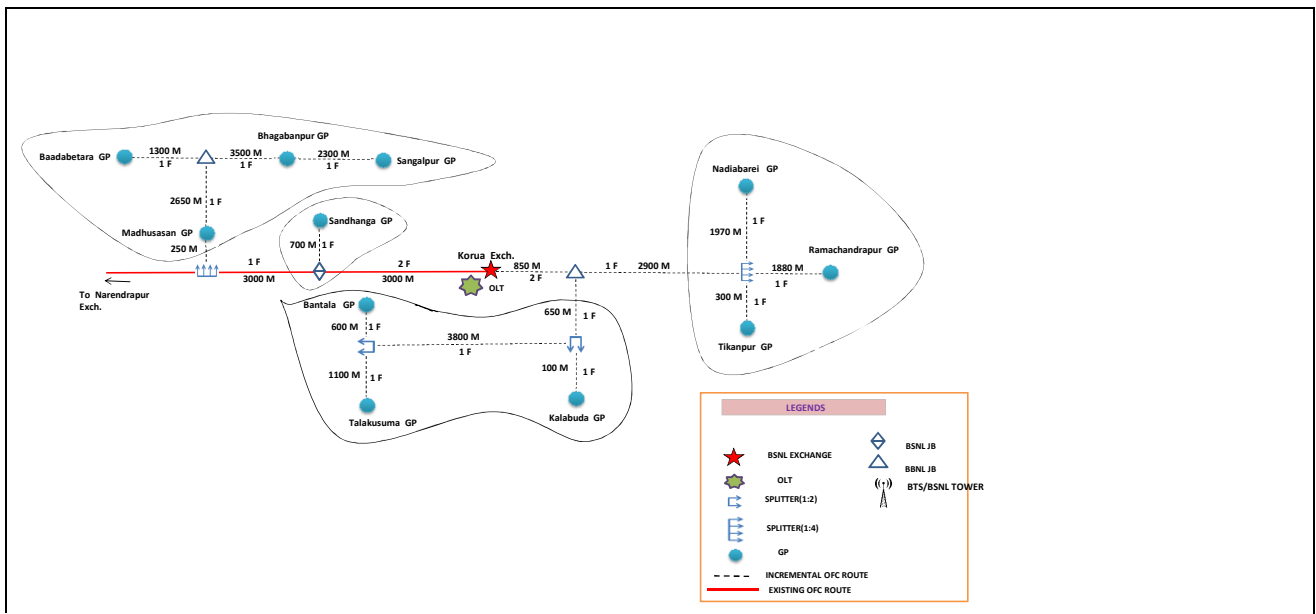 Bhagabanpur GP
Baadabetara GP
1300 M
1 F
3500 M
1 F
2300 M
1 F
Sangalpur GP
2650 M
1 F
Madhusasan GP
250 M
Sandhanga GP
700 M
1 F
1 F
3000 M
2 F
3000 M
Korua Exch.
OLT
850 M
2 F
1 F
2900 M
To Narendrapur
Exch.
Nadiabarei GP
1 F
1970 M
Ramachandrapur GP
1880 M
1 F
300 M
1 F
Tikanpur GP
Bantala GP
600 M
1 F
3800 M
1 F
650 M
1 F
1100 M
1 F
100 M
1 F
Talakusuma GP
Kalabuda GP
LEGENDS
BSNL EXCHANGE
OLT
SPLITTER(1:2)
SPLITTER(1:4)
GP
INCREMENTAL OFC ROUTE
EXISTING OFC ROUTE
BSNL JB
BBNL JB
BTS/BSNL TOWER